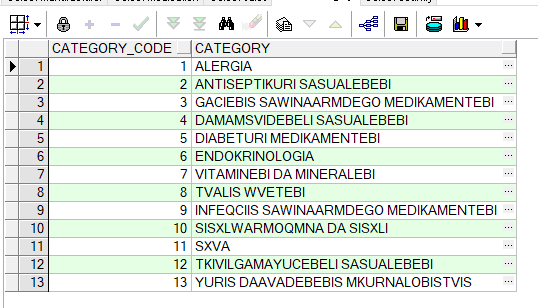 CATEGORY_CODE CATEGORY
1 1 ALERGIA ...
2 2 ANTISEPTIKURI SASUALEBEBI ...
3 3 GACIEBIS SAWINAARMDEGO MEDIKAMENTEBI ...
4 4 DAMAMSVIDEBELI SASUALEBEBI ...
5 5 DIABETURI MEDIKAMENTEBI ...
6 6 ENDOKRINOLOGIA ...
7 7 VITAMINEBI DA MINERALEBI ...
8 8 TVALIS WVETEBI ...
9 9 INFEQCIIS SAWINAARMDEGO MEDIKAMENTEBI ...
10 10 SISXLWARMOQMNA DA SISXLI ...
11 11 SXVA ...
12 12 TKIVILGAMAYUCEBELI SASUALEBEBI ...
13 13 YURIS DAAVADEBEBIS MKURNALOBISTVIS ...